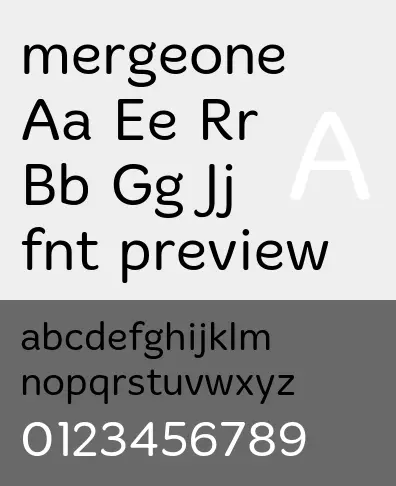 mergeone
Aa Ee Rr
A
Bb Gg Jj
fnt preview
abcdefghijklm
nopqrstuvwxyz
0123456789